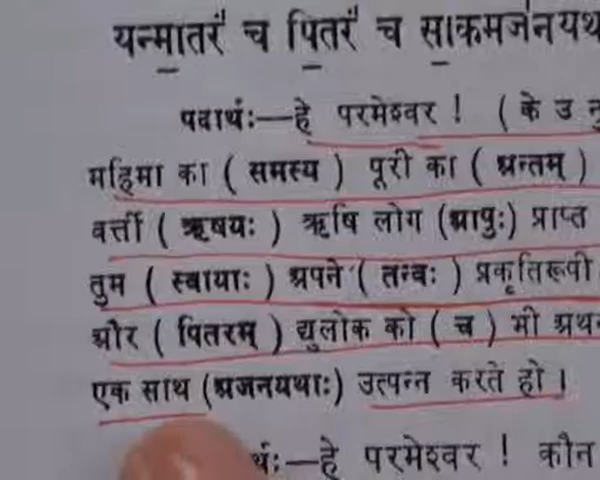 यन्मातरं च पितरं च साकमजनयथ
पदार्थः—हे परमेश्वर ! ( के उ नु
महिमा का ( समस्य ) पूरी का ( अन्तम् )
वर्त्ती ( ऋषयः ) ऋषि लोग (आपुः) प्राप्त
तुम ( स्वायाः ) अपने ( तन्वः ) प्रकृतिरूपी
और ( पितरम् ) द्युलोक को ( च ) भी अथ
एक साथ (अजनयथाः) उत्पन्न करते हो ।
र्थः—हे परमेश्वर ! कौन